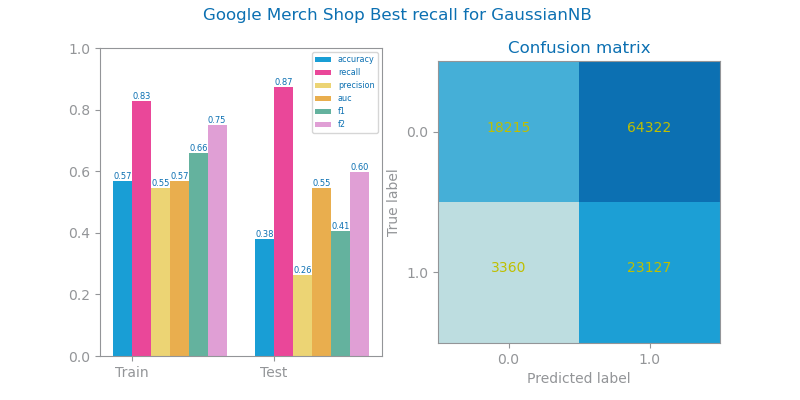 Google Merch Shop Best recall for GaussianNB
1.0
0.8
0.6
0.4
0.2
0.0
0.57
0.83
0.55
0.57
0.66
0.75
0.38
0.87
0.26
0.55
0.41
0.60
accuracy
recall
precision
auc
f1
f2
Train
Test
Confusion matrix
True label
0.0
1.0
18215
64322
3360
23127
0.0
1.0
Predicted label